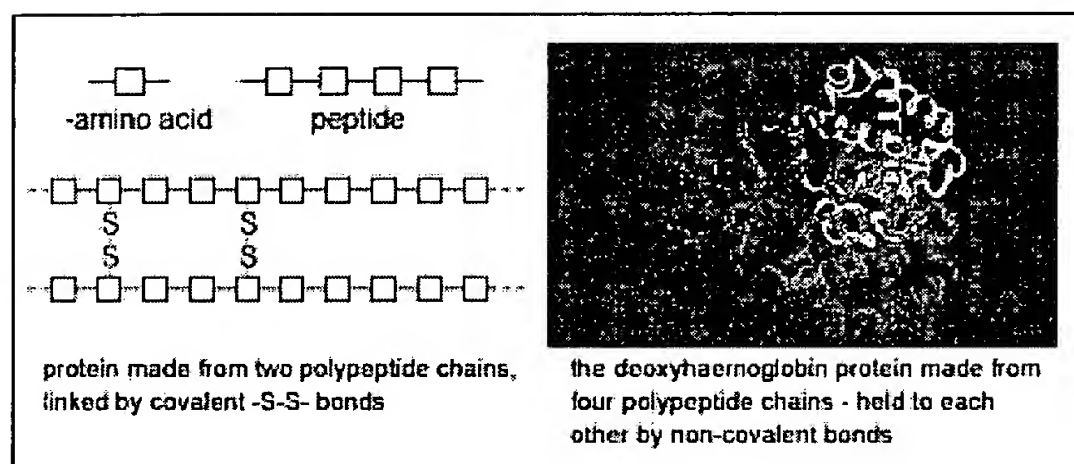 -amino acid
peptide
S
S
S
S
protein made from two polypeptide chains,
linked by covalent -S-S- bonds
the deoxyhaemoglobin protein made from
four polypeptide chains - held to each
other by non-covalent bonds